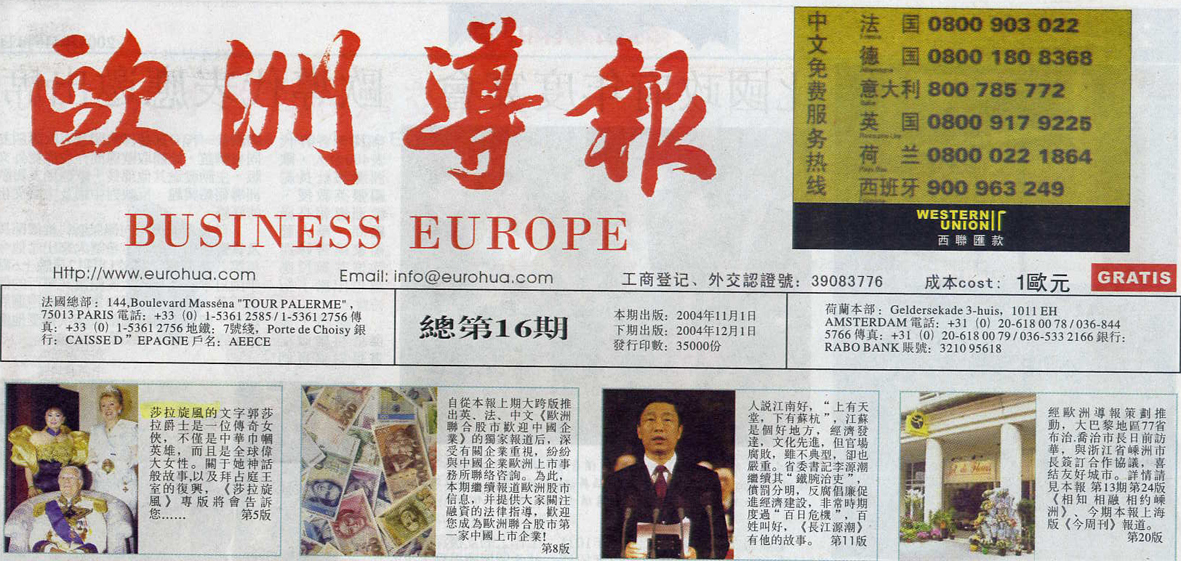 歐洲導報
BUSINESS EUROPE
中文免费服务热线
法 国 0800 903 022
德 国 0800 180 8368
意大利 800 785 772
英 国 0800 917 9225
荷 兰 0800 022 1864
西班牙 900 963 249
WESTERN
UNION
西聯匯款
Http://www.eurohua.com
Email: info@eurohua.com
工商登记、外交認證號：39083776
成本cost: 1歐元
GRATIS
法國總部：144,Boulevard Masséna "TOUR PALERME" ,
75013 PARIS 電話：+33（0）1-5361 2585 / 1-5361 2756 傳
真：+33（0）1-5361 2756 地鐵：7號綫, Porte de Choisy 銀
行：CAISSE D” EPAGNE 戶名：AEECE
總第16期
本期出版：2004年11月1日
下期出版：2004年12月1日
發行印數：35000份
荷蘭本部：Geldersekade 3-huis, 1011 EH
AMSTERDAM 電話：+31（0）20-618 00 78 / 036-844
5766 傳真：+31（0）20-618 00 79 / 036-533 2166 銀行：
RABO BANK 賬號：3210 95618
莎拉旋風的文字郭莎
拉爵士是一位傳奇女
俠，不僅是中華巾幗
英雄，而且是全球偉
大女性。關于她神話
般故事,以及拜占庭王
室的復興，《莎拉旋
風》專版將會告訴
您…… 第5版
自從本報上期大跨版推
出英、法、中文《歐洲
聯合股市歡迎中國企
業》的獨家報道后，深
受有關企業重視，紛紛
與中國企業歐洲上市事
務所聯絡咨詢。為此，
本期繼續報道歐洲股市
信息，并提供大家關注
融資的法律指導，歡迎
您成為歐洲聯合股市第
一家中國上市企業!
第8版
人説江南好，“上有天
堂，下有蘇杭”，江蘇
是個好地方，經濟發
達，文化先進，但官場
腐敗，雖不典型，卻也
嚴重。省委書記李源潮
繼續其“鐵腕治吏”，
償罰分明，反腐倡廉促
進經濟建設，非常時期
度過“百日危機”，百
姓叫好，《長江源潮》
有他的故事。 第11版
經歐洲導報策劃推
動，大巴黎地區77省
布治.喬治市長日前訪
華，與浙江省嵊洲市
長簽訂合作協議，喜
結友好城市。詳情請
見本報 第13期第24版
《相知相融相約嵊
洲》，今期本報上海
版《今周刊》報道。
第20版